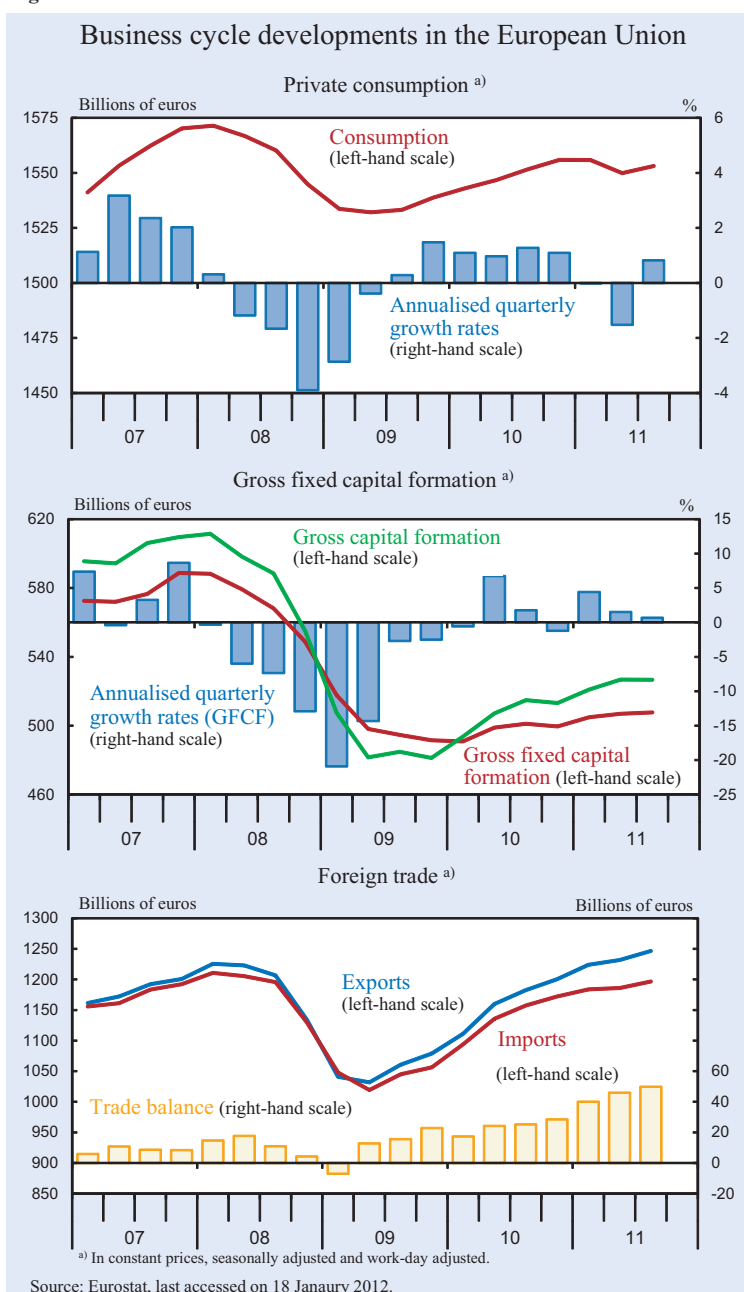 Business cycle developments in the European Union
Private consumption a)
Billions of euros
%
1575
6
Consumption
(left-hand scale)
1550
4
1525
2
1500
0
Annualised quarterly
growth rates
(right-hand scale)
1475
-2
1450
-4
07 08 09 10 11
Gross fixed capital formation a)
Billions of euros
%
620
15
Gross capital formation
(left-hand scale)
10
580
5
0
540
-5
Annualised quarterly
growth rates (GFCF)
(right-hand scale)
-10
500
-15
Gross fixed capital
formation (left-hand scale)
-20
460
-25
07 08 09 10 11
Foreign trade a)
Billions of euros
Billions of euros
1300
1250
1200
Exports
(left-hand scale)
1150
1100
Imports
(left-hand scale)
1050
60
1000
40
Trade balance (right-hand scale)
950
20
900
0
850
-20
07 08 09 10 11
a) In constant prices, seasonally adjusted and work-day adjusted.
Source: Eurostat, last accessed on 18 Janaury 2012.